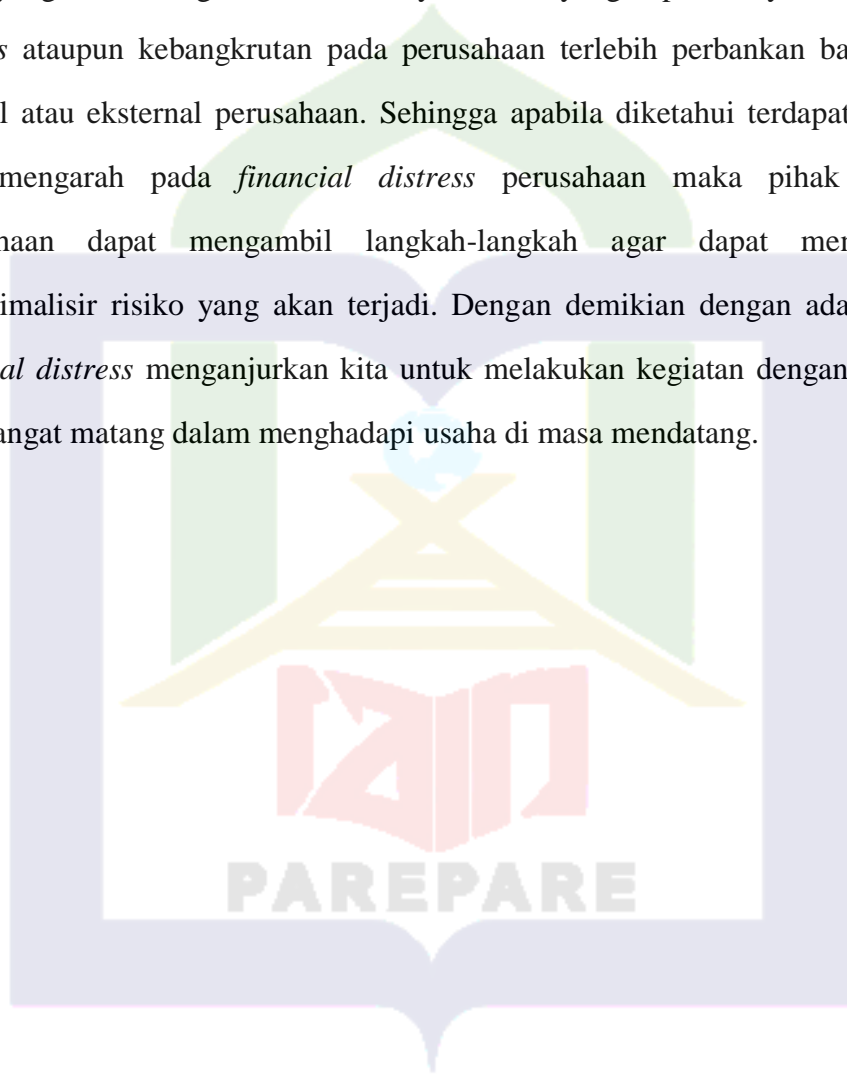 s ataupun kebangkrutan pada perusahaan terlebih perbankan ba
l atau eksternal perusahaan. Sehingga apabila diketahui terdapat
mengarah pada financial distress perusahaan maka pihak
haan dapat mengambil langkah-langkah agar dapat mer
imalisir risiko yang akan terjadi. Dengan demikian dengan ada
al distress menganjurkan kita untuk melakukan kegiatan dengan
angat matang dalam menghadapi usaha di masa mendatang.
iain
PAREPARE